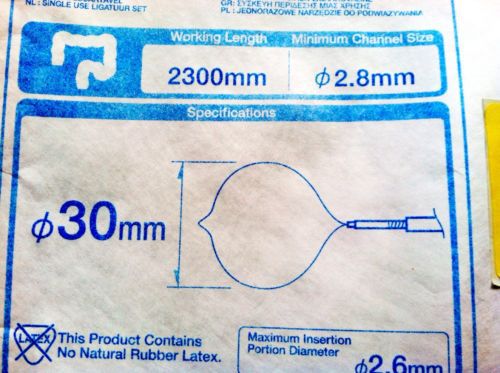 NL : SINGLE USE LIGATUUR SET
GR: ΣΥΣΚΕΥΗ ΠΕΡΙΔΕΣΗΣ ΜΙΑΣ ΧΡΗΣΗΣ
PL : JEDNORAZOWE NARZĘDZIE DO PODWIĄZYWANIA
Working Length
Minimum Channel Size
2300mm
φ2.8mm
Specifications
φ30mm
LATEX
This Product Contains
No Natural Rubber Latex.
Maximum Insertion
Portion Diameter
φ2.6mm